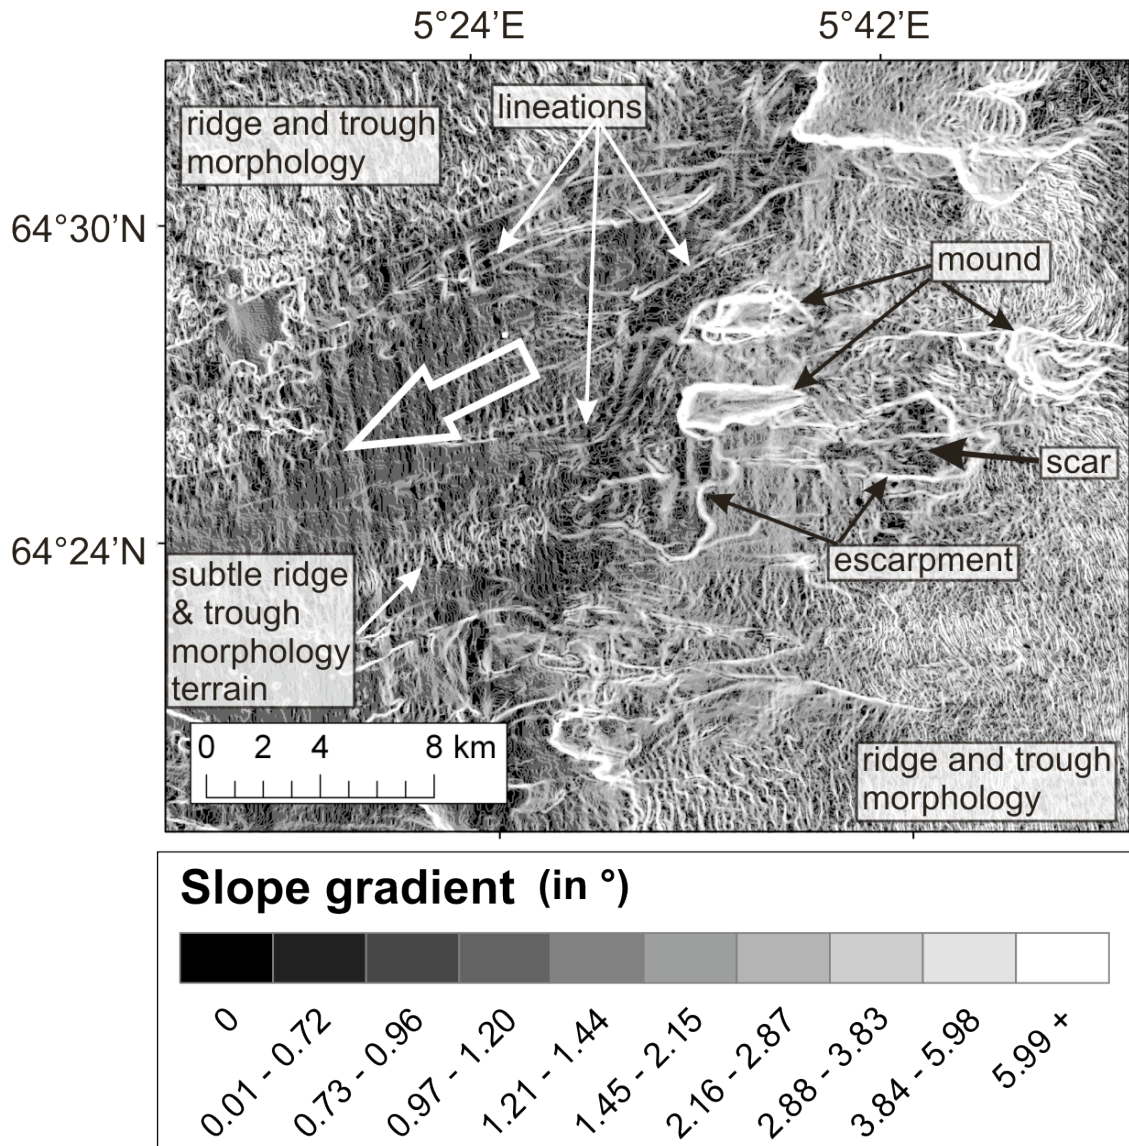 5°24’E
5°42’E
lineations
ridge and trough
morphology
64°30’N
mound
scar
64°24’N
escarpment
subtle ridge
& trough
morphology
terrain
0 2 4 8 km
ridge and trough
morphology
Slope gradient (in °)
0
0.01 - 0.72
0.73 - 0.96
0.97 - 1.20
1.21 - 1.44
1.45 - 2.15
2.16 - 2.87
2.88 - 3.83
3.84 - 5.98
5.99 +